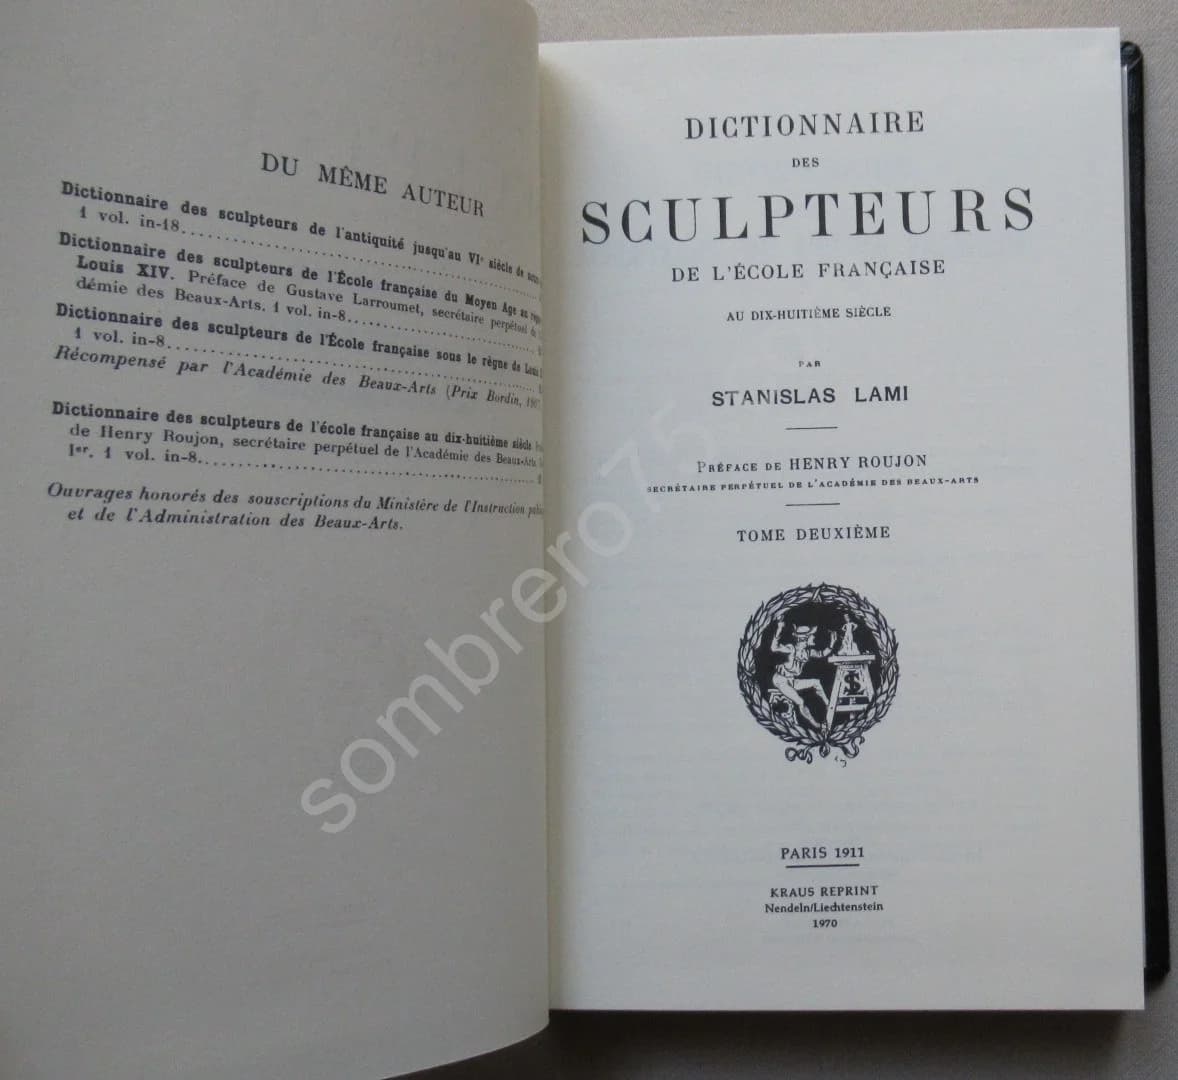 DU MÊME AUTEUR
Dictionnaire des sculpteurs de l'antiquité jusqu'au VIe siècle de
1 vol. in-18
Dictionnaire des sculpteurs de l'École française du Moyen Age au
Louis XIV. Préface de Gustave Larroumet, secrétaire perpétuel de
démie des Beaux-Arts. 1 vol. in-8
Dictionnaire des sculpteurs de l'École française sous le règne de Louis
1 vol. in-8
Récompensé par l'Académie des Beaux-Arts (Prix Bordin,
Dictionnaire des sculpteurs de l'école française au dix-huitième siècle.
de Henry Roujon, secrétaire perpétuel de l'Académie des Beaux-Arts.
Ier. 1 vol. in-8
Ouvrages honorés des souscriptions du Ministère de l'Instruction
et de l'Administration des Beaux-Arts.
DICTIONNAIRE
DES
SCULPTEURS
DE L'ÉCOLE FRANÇAISE
AU DIX-HUITIÈME SIÈCLE
PAR
STANISLAS LAMI
PRÉFACE DE HENRY ROUJON
SECRÉTAIRE PERPÉTUEL DE L'ACADÉMIE DES BEAUX-ARTS
TOME DEUXIÈME
PARIS 1911
KRAUS REPRINT
Nendeln/Liechtenstein
1970
sombrero75